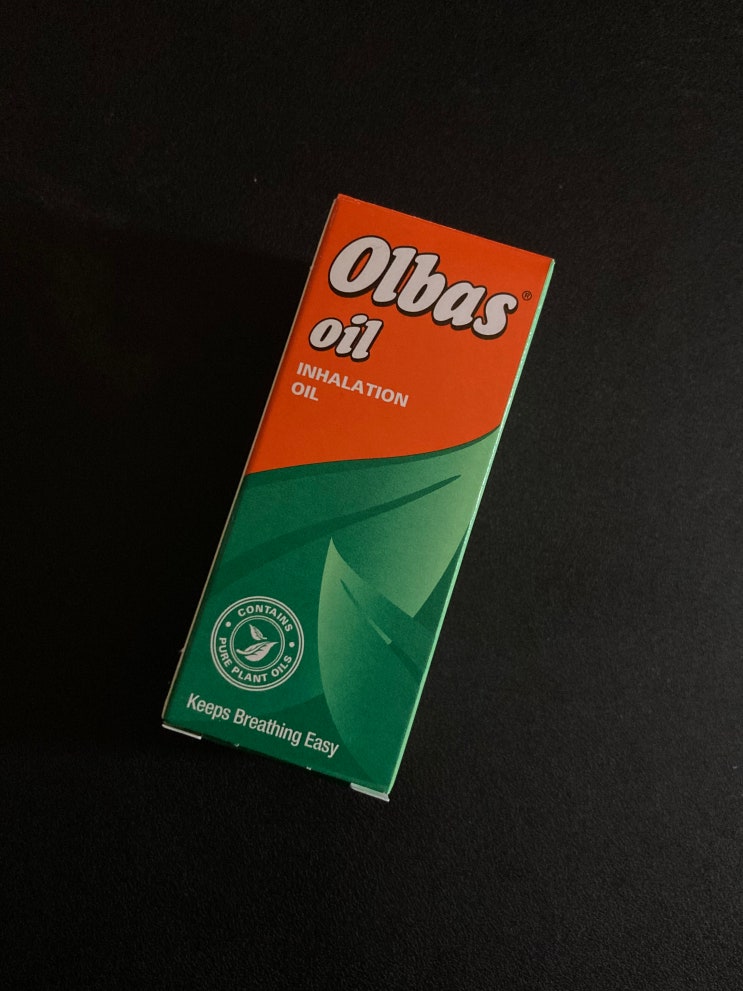 Olbas®
oil
INHALATION
OIL
CONTAINS
PURE PLANT OILS
Keeps Breathing Easy